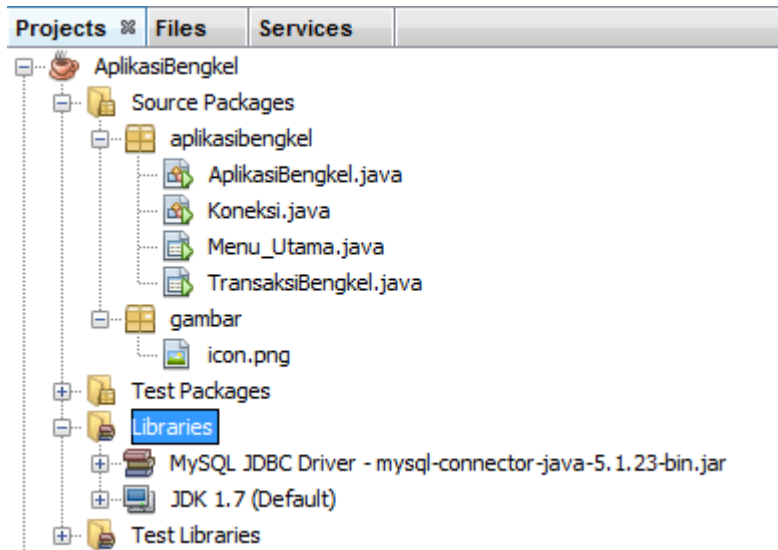 Projects Files Services
AplikasiBengkel
Source Packages
aplikasibengkel
AplikasiBengkel.java
Koneksi.java
Menu_Utama.java
TransaksiBengkel.java
gambar
icon.png
Test Packages
Libraries
MySQL JDBC Driver - mysql-connector-java-5.1.23-bin.jar
JDK 1.7 (Default)
Test Libraries